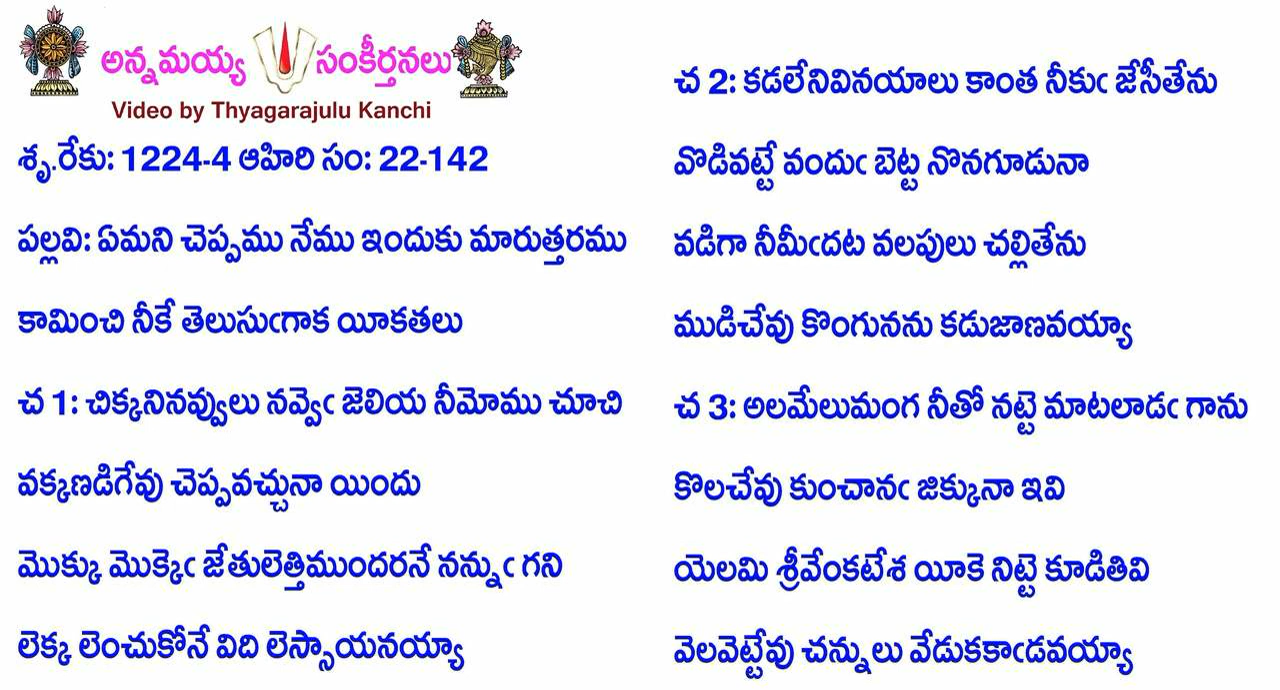 అన్నమయ్య సంకీర్తనలు
Video by Thyagarajulu Kanchi
శృ.రేకు: 1224-4 ఆహిరి సం: 22-142
పల్లవి: ఏమని చెప్పము నేము ఇందుకు మారుత్తరము
కామించి నీకే తెలుసుఁగాక యీకతలు
చ 1: చిక్కనినవ్వులు నవ్వెఁ జెలియ నీమోము చూచి
వక్కణడిగేవు చెప్పవచ్చునా యిందు
మొక్కు మొక్కెఁ జేతులెత్తిముందరనే నన్నుఁ గని
లెక్క లెంచుకోనే విది లెస్సాయనయ్యా
చ 2: కడలేనివినయాలు కాంత నీకుఁ జేసీతేను
వొడివట్టే వందుఁ బెట్ట నొనగూడునా
వడిగా నీమీఁదట వలపులు చల్లితేను
ముడిచేవు కొంగునను కడుజాణవయ్యా
చ 3: అలమేలుమంగ నీతో నట్టె మాటలాడఁ గాను
కొలచేవు కుంచానఁ జిక్కునా ఇవి
యెలమి శ్రీవేంకటేశ యీకె నిట్టె కూడితివి
వెలవెట్టేవు చన్నులు వేడుకకాఁడవయ్యా